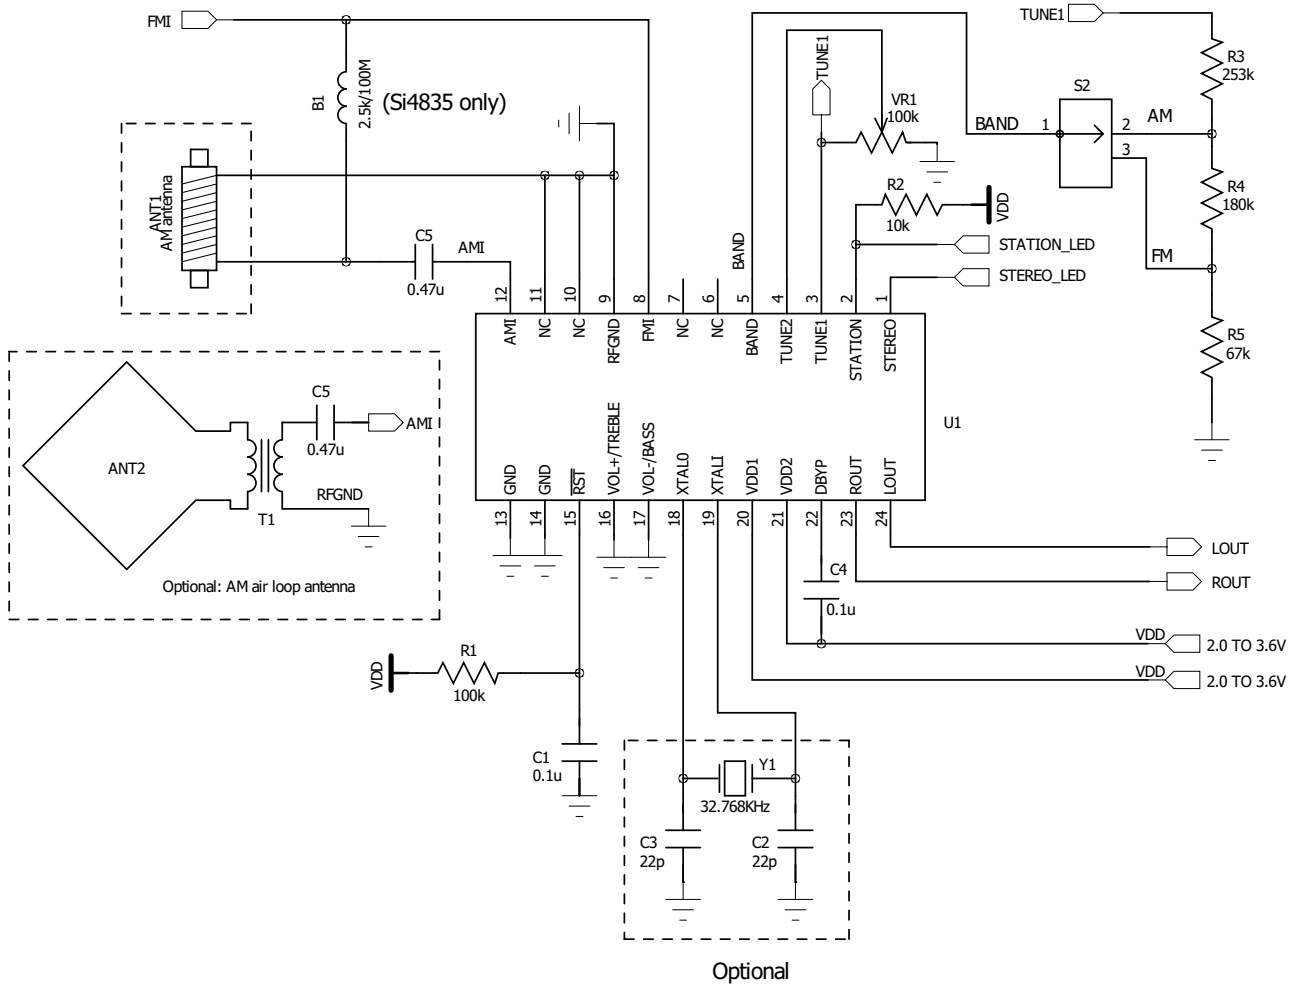 FMI
TUNE1
B1
2.5k/100M
(Si4835 only)
TUNE1
VR1
100k
R3
253k
S2
BAND
1
2
AM
3
ANT1
AM antenna
R2
10k
VDD
R4
180k
C5
0.47u
AMI
BAND
STATION_LED
STEREO_LED
FM
12
11
10
9
8
7
6
5
4
3
2
1
AMI
NC
NC
RFGND
FMI
NC
NC
BAND
TUNE2
TUNE1
STATION
STEREO
R5
67k
U1
ANT2
C5
0.47u
AMI
RFGND
T1
Optional: AM air loop antenna
GND
GND
RST
VOL+/TREBLE
VOL-/BASS
XTAL0
XTALI
VDD1
VDD2
DBYP
ROUT
LOUT
13
14
15
16
17
18
19
20
21
22
23
24
LOUT
ROUT
C4
0.1u
VDD
2.0 TO 3.6V
VDD
2.0 TO 3.6V
VDD
R1
100k
C1
0.1u
Y1
32.768KHz
C3
22p
C2
22p
Optional